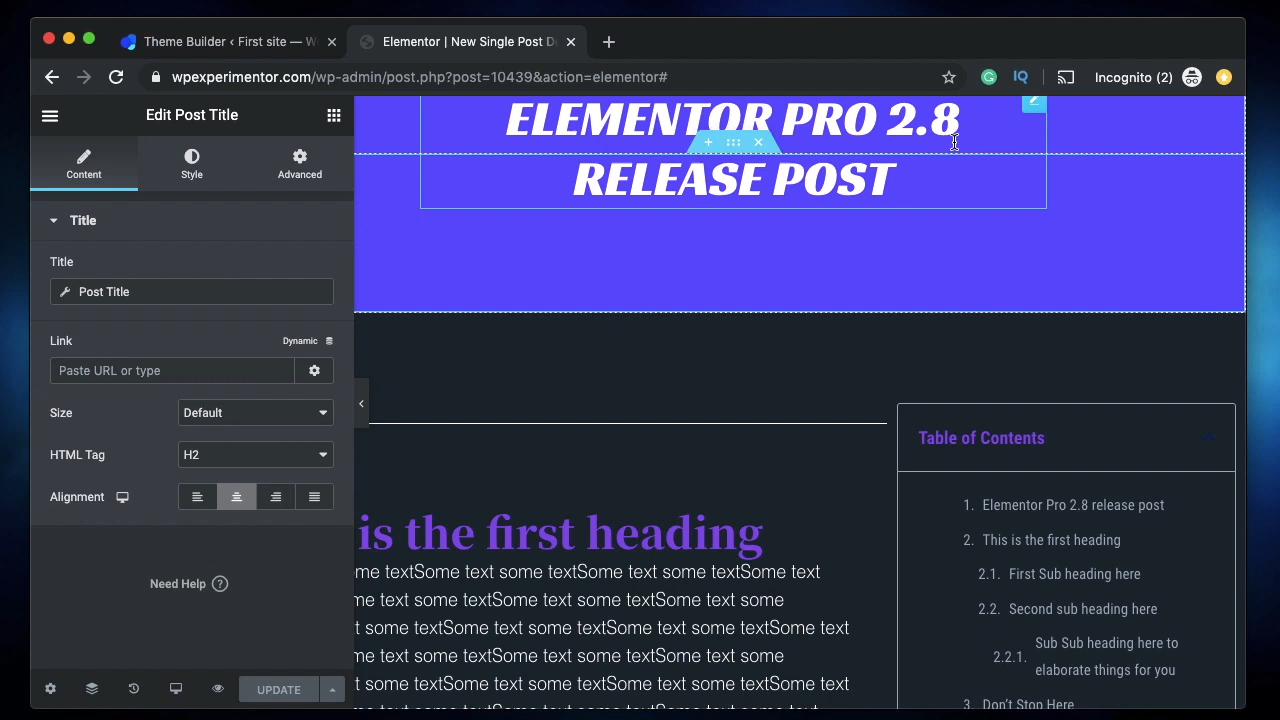 Theme Builder ‹ First site — W
Elementor | New Single Post D
wpexperimentor.com/wp-admin/post.php?post=10439&action=elementor#
IQ
Incognito (2)
Edit Post Title
Content
Style
Advanced
Title
Title
Post Title
Link
Dynamic
Paste URL or type
Size
Default
HTML Tag
H2
Alignment
Need Help ?
UPDATE
ELEMENTOR PRO 2.8
RELEASE POST
is the first heading
me textSome text some textSome text some textSome text
me text some textSome text some textSome text some
t some textSome text some textSome text some textSome text
me text some textSome text some textSome text some
t some textSome text some textSome text some textSome text
Table of Contents
1. Elementor Pro 2.8 release post
2. This is the first heading
2.1. First Sub heading here
2.2. Second sub heading here
2.2.1. Sub Sub heading here to
elaborate things for you
3. Don't Stop Here